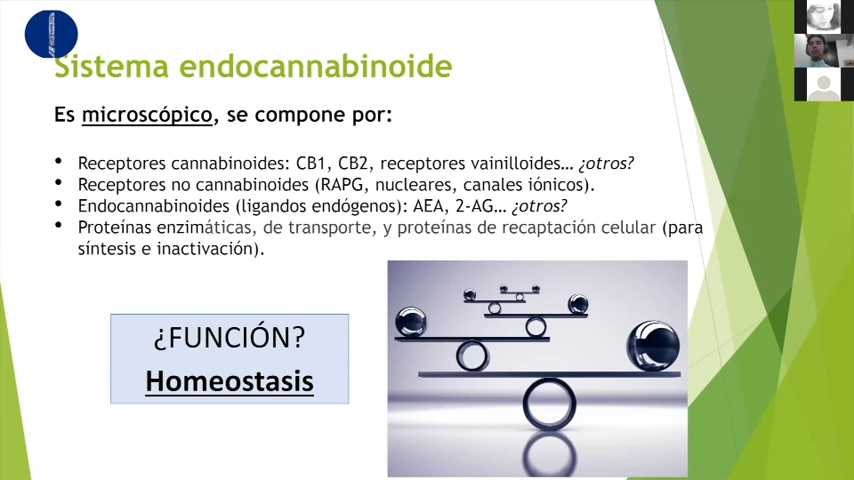 Sistema endocannabinoide
Es microscópico, se compone por:
• Receptores cannabinoides: CB1, CB2, receptores vainilloides… ¿otros?
• Receptores no cannabinoides (RAPG, nucleares, canales iónicos).
• Endocannabinoides (ligandos endógenos): AEA, 2-AG… ¿otros?
• Proteínas enzimáticas, de transporte, y proteínas de recaptación celular (para
síntesis e inactivación).
¿FUNCIÓN?
Homeostasis